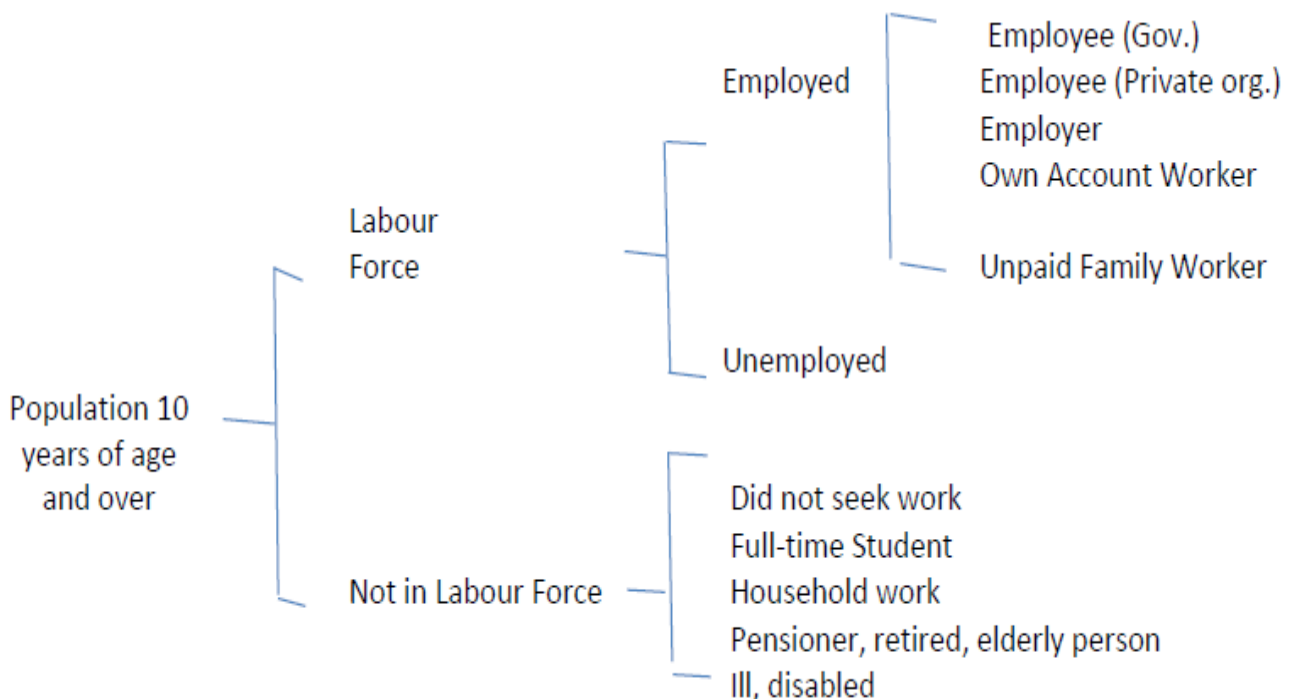 Employee (Gov.)
Employed
Employee (Private org.)
Employer
Own Account Worker
Labour
Force
Unpaid Family Worker
Unemployed
Population 10
years of age
and over
Did not seek work
Full-time Student
Not in Labour Force
Household work
Pensioner, retired, elderly person
Ill, disabled